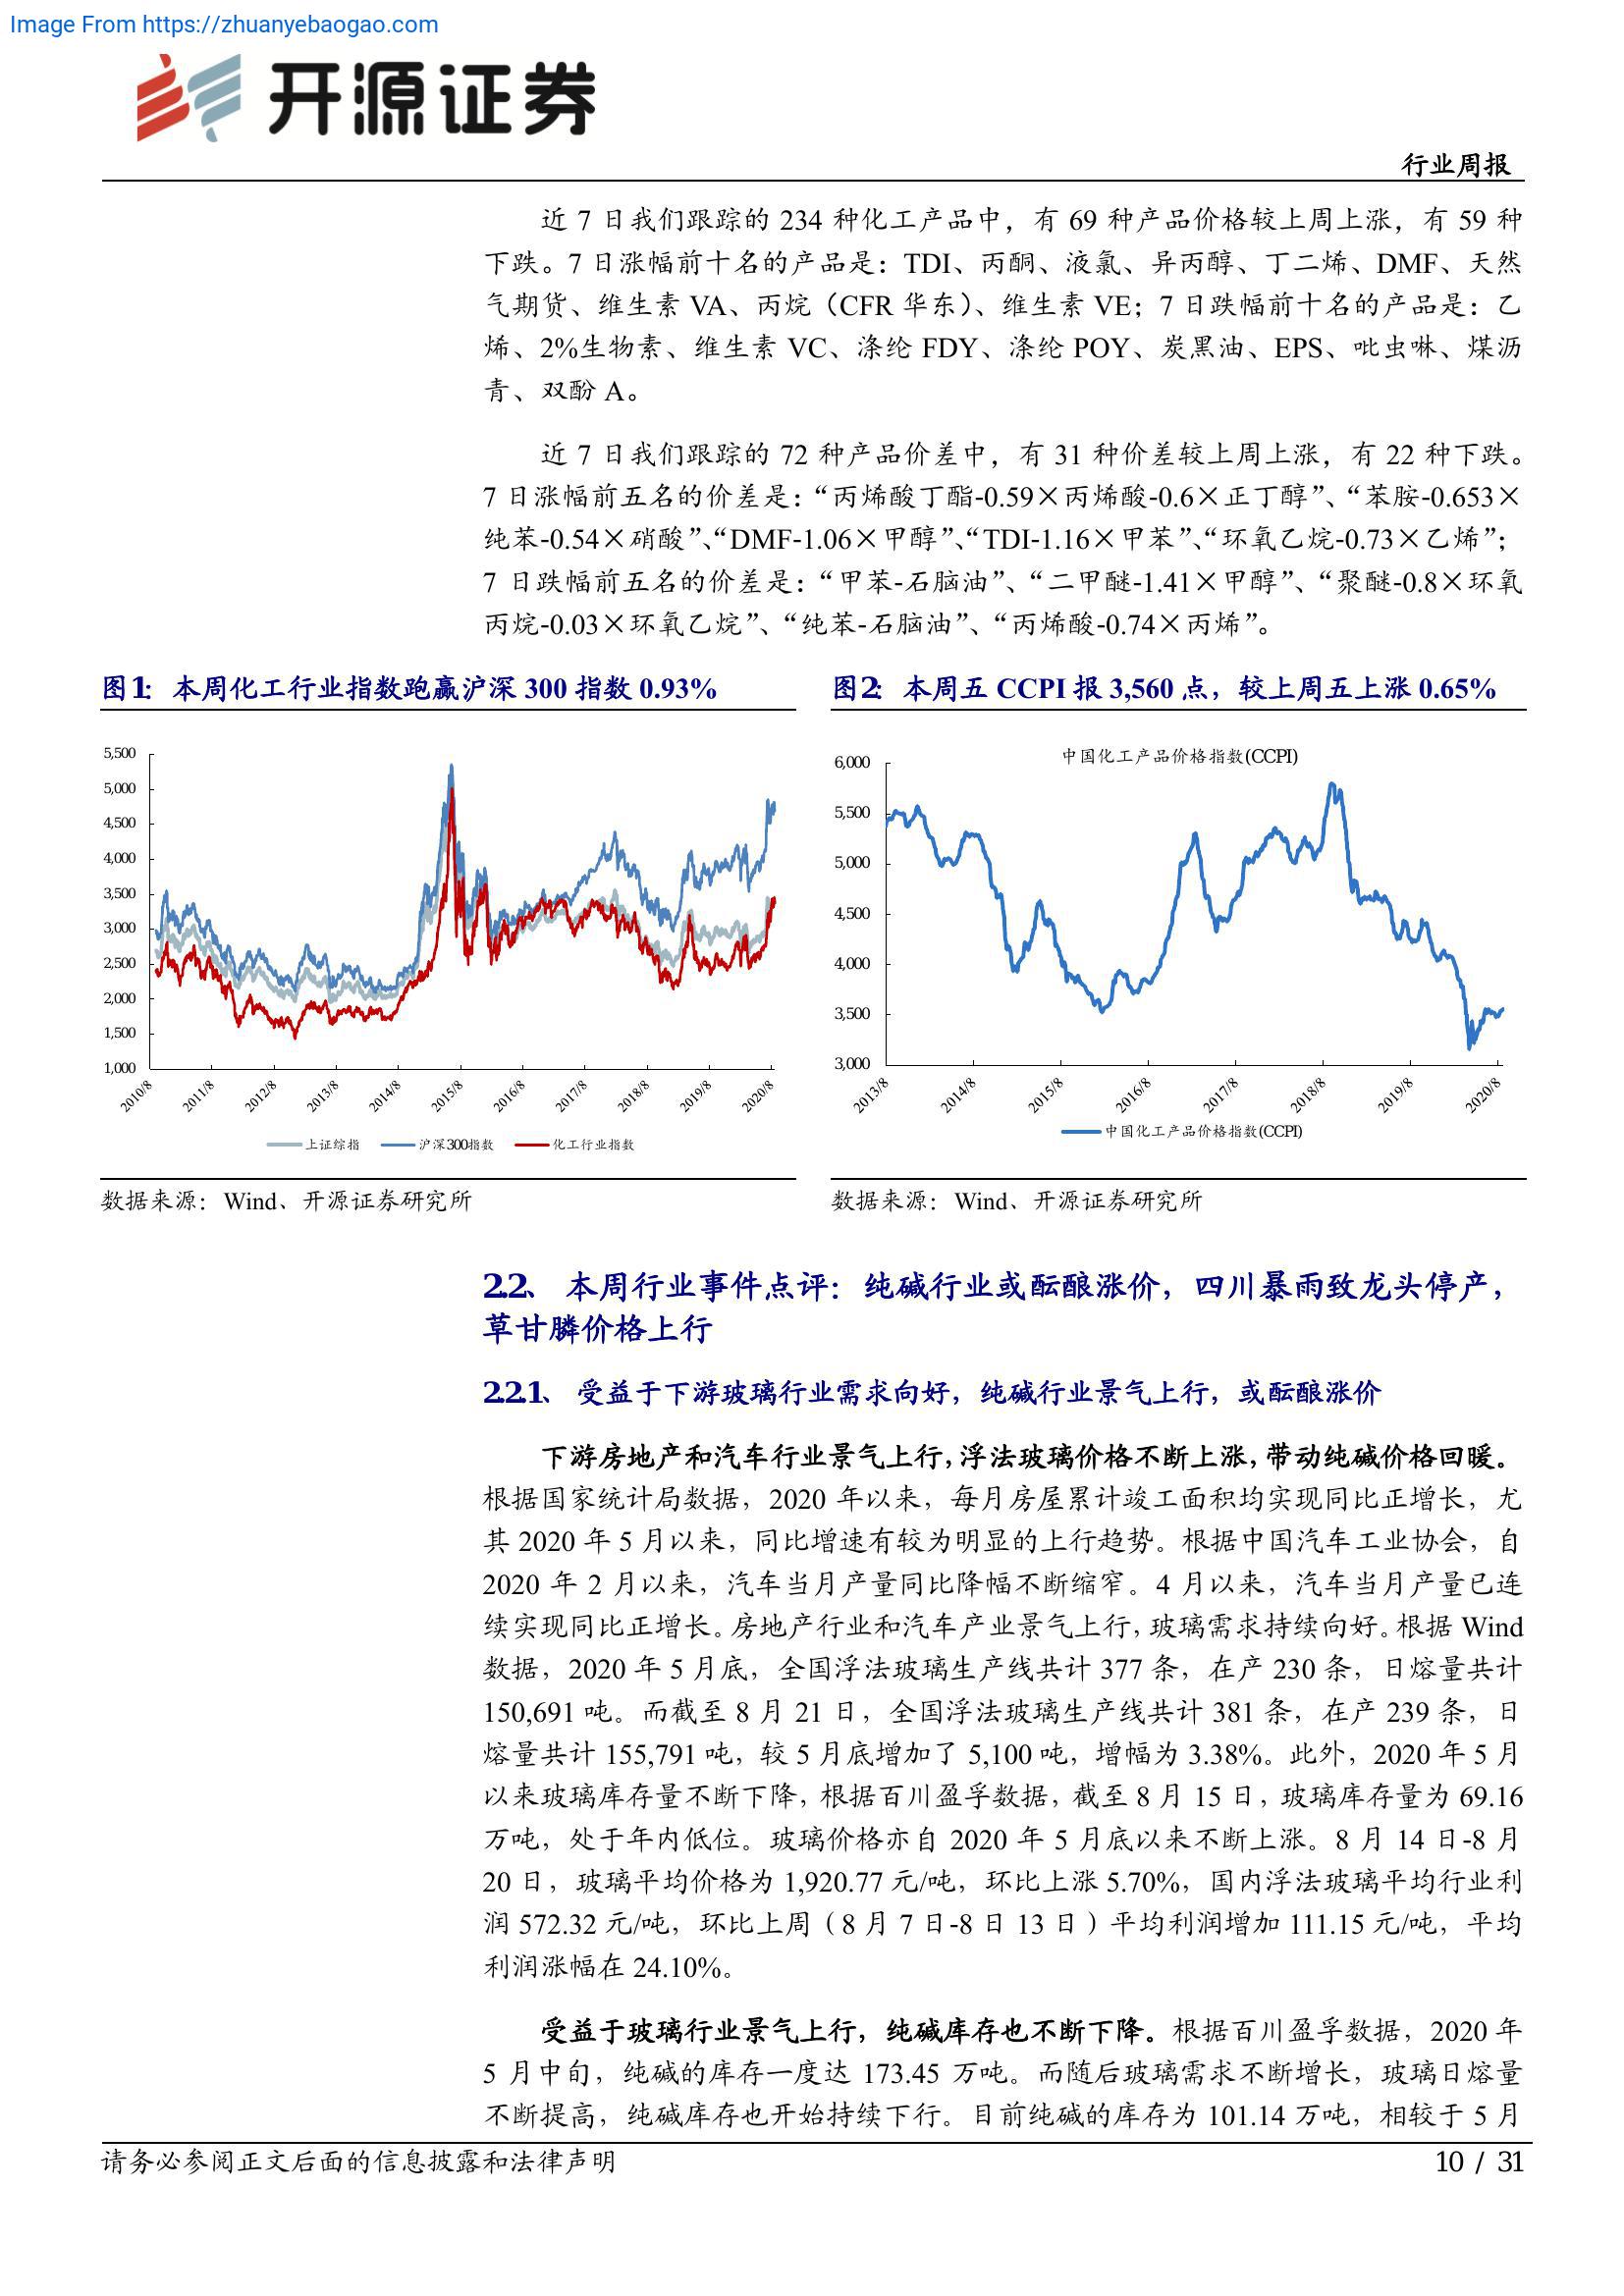 Image From https://zhuanyebaogao.com
开源证券
行业周报
近 7 日我们跟踪的 234 种化工产品中，有 69 种产品价格较上周上涨，有 59 种
下跌。7 日涨幅前十名的产品是：TDI、丙酮、液氯、异丙醇、丁二烯、DMF、天然
气期货、维生素 VA、丙烷（CFR 华东）、维生素 VE；7 日跌幅前十名的产品是：乙
烯、2%生物素、维生素 VC、涤纶 FDY、涤纶 POY、炭黑油、EPS、吡虫啉、煤沥
青、双酚 A。
近 7 日我们跟踪的 72 种产品价差中，有 31 种价差较上周上涨，有 22 种下跌。
7 日涨幅前五名的价差是：“丙烯酸丁酯-0.59×丙烯酸-0.6×正丁醇”、“苯胺-0.653×
纯苯-0.54×硝酸”、“DMF-1.06×甲醇”、“TDI-1.16×甲苯”、“环氧乙烷-0.73×乙烯”；
7 日跌幅前五名的价差是：“甲苯-石脑油”、“二甲醚-1.41×甲醇”、“聚醚-0.8×环氧
丙烷-0.03×环氧乙烷”、“纯苯-石脑油”、“丙烯酸-0.74×丙烯”。
图1：本周化工行业指数跑赢沪深 300 指数 0.93%
5,500
5,000
4,500
4,000
3,500
3,000
2,500
2,000
1,500
1,000
2010/8 2011/8 2012/8 2013/8 2014/8 2015/8 2016/8 2017/8 2018/8 2019/8 2020/8
上证综指 沪深300指数 化工行业指数
数据来源：Wind、开源证券研究所
图2：本周五 CCPI 报 3,560 点，较上周五上涨 0.65%
中国化工产品价格指数(CCPI)
6,000
5,500
5,000
4,500
4,000
3,500
3,000
2013/8 2014/8 2015/8 2016/8 2017/8 2018/8 2019/8 2020/8
中国化工产品价格指数(CCPI)
数据来源：Wind、开源证券研究所
2.2、 本周行业事件点评：纯碱行业或酝酿涨价，四川暴雨致龙头停产，
草甘膦价格上行
2.2.1、 受益于下游玻璃行业需求向好，纯碱行业景气上行，或酝酿涨价
下游房地产和汽车行业景气上行，浮法玻璃价格不断上涨，带动纯碱价格回暖。
根据国家统计局数据，2020 年以来，每月房屋累计竣工面积均实现同比正增长，尤
其 2020 年 5 月以来，同比增速有较为明显的上行趋势。根据中国汽车工业协会，自
2020 年 2 月以来，汽车当月产量同比降幅不断缩窄。4 月以来，汽车当月产量已连
续实现同比正增长。房地产行业和汽车产业景气上行，玻璃需求持续向好。根据 Wind
数据，2020 年 5 月底，全国浮法玻璃生产线共计 377 条，在产 230 条，日熔量共计
150,691 吨。而截至 8 月 21 日，全国浮法玻璃生产线共计 381 条，在产 239 条，日
熔量共计 155,791 吨，较 5 月底增加了 5,100 吨，增幅为 3.38%。此外，2020 年 5 月
以来玻璃库存量不断下降，根据百川盈孚数据，截至 8 月 15 日，玻璃库存量为 69.16
万吨，处于年内低位。玻璃价格亦自 2020 年 5 月底以来不断上涨。8 月 14 日-8 月
20 日，玻璃平均价格为 1,920.77 元/吨，环比上涨 5.70%，国内浮法玻璃平均行业利
润 572.32 元/吨，环比上周（8 月 7 日-8 日 13 日）平均利润增加 111.15 元/吨，平均
利润涨幅在 24.10%。
受益于玻璃行业景气上行，纯碱库存也不断下降。根据百川盈孚数据，2020 年
5 月中旬，纯碱的库存一度达 173.45 万吨。而随后玻璃需求不断增长，玻璃日熔量
不断提高，纯碱库存也开始持续下行。目前纯碱的库存为 101.14 万吨，相较于 5 月
请务必参阅正文后面的信息披露和法律声明
10 / 31